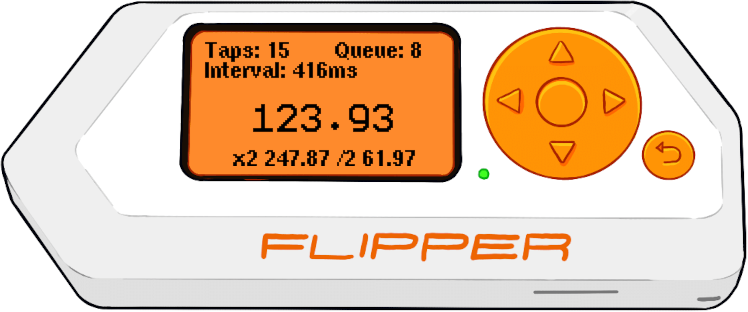 Taps: 15 Queue: 8
Interval: 416ms
123.93
x2 247.87 /2 61.97
FLIPPER